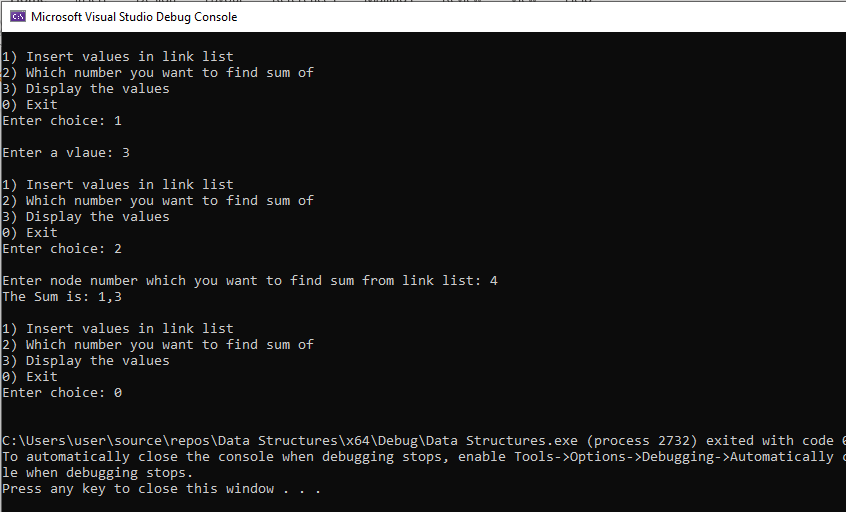 Microsoft Visual Studio Debug Console
1) Insert values in link list
2) Which number you want to find sum of
3) Display the values
0) Exit
Enter choice: 1
Enter a vlaue: 3
1) Insert values in link list
2) Which number you want to find sum of
3) Display the values
0) Exit
Enter choice: 2
Enter node number which you want to find sum from link list: 4
The Sum is: 1,3
1) Insert values in link list
2) Which number you want to find sum of
3) Display the values
0) Exit
Enter choice: 0
C:\Users\user\source\repos\Data Structures\x64\Debug\Data Structures.exe (process 2732) exited with code
To automatically close the console when debugging stops, enable Tools->Options->Debugging->Automatically
le when debugging stops.
Press any key to close this window . . .